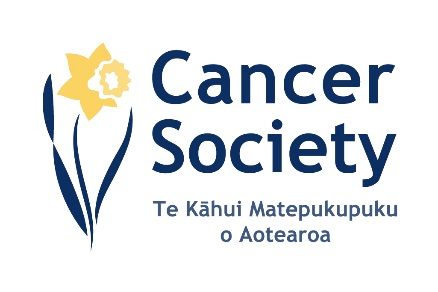 Cancer
Society
Te Kāhui Matepukupuku
o Aotearoa